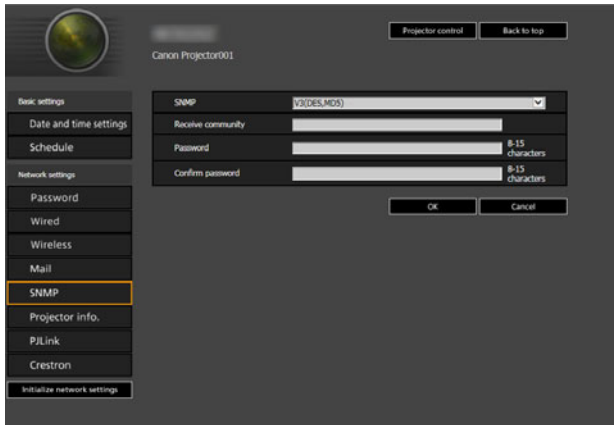 Projector control
Back to top
Canon Projector001
Basic settings
Date and time settings
Schedule
Network settings
Password
Wired
Wireless
Mail
SNMP
Projector info.
PJLink
Crestron
Initialize network settings
SNMP
V3(DES,MD5)
Receive community
Password
8-15
characters
Confirm password
8-15
characters
OK
Cancel